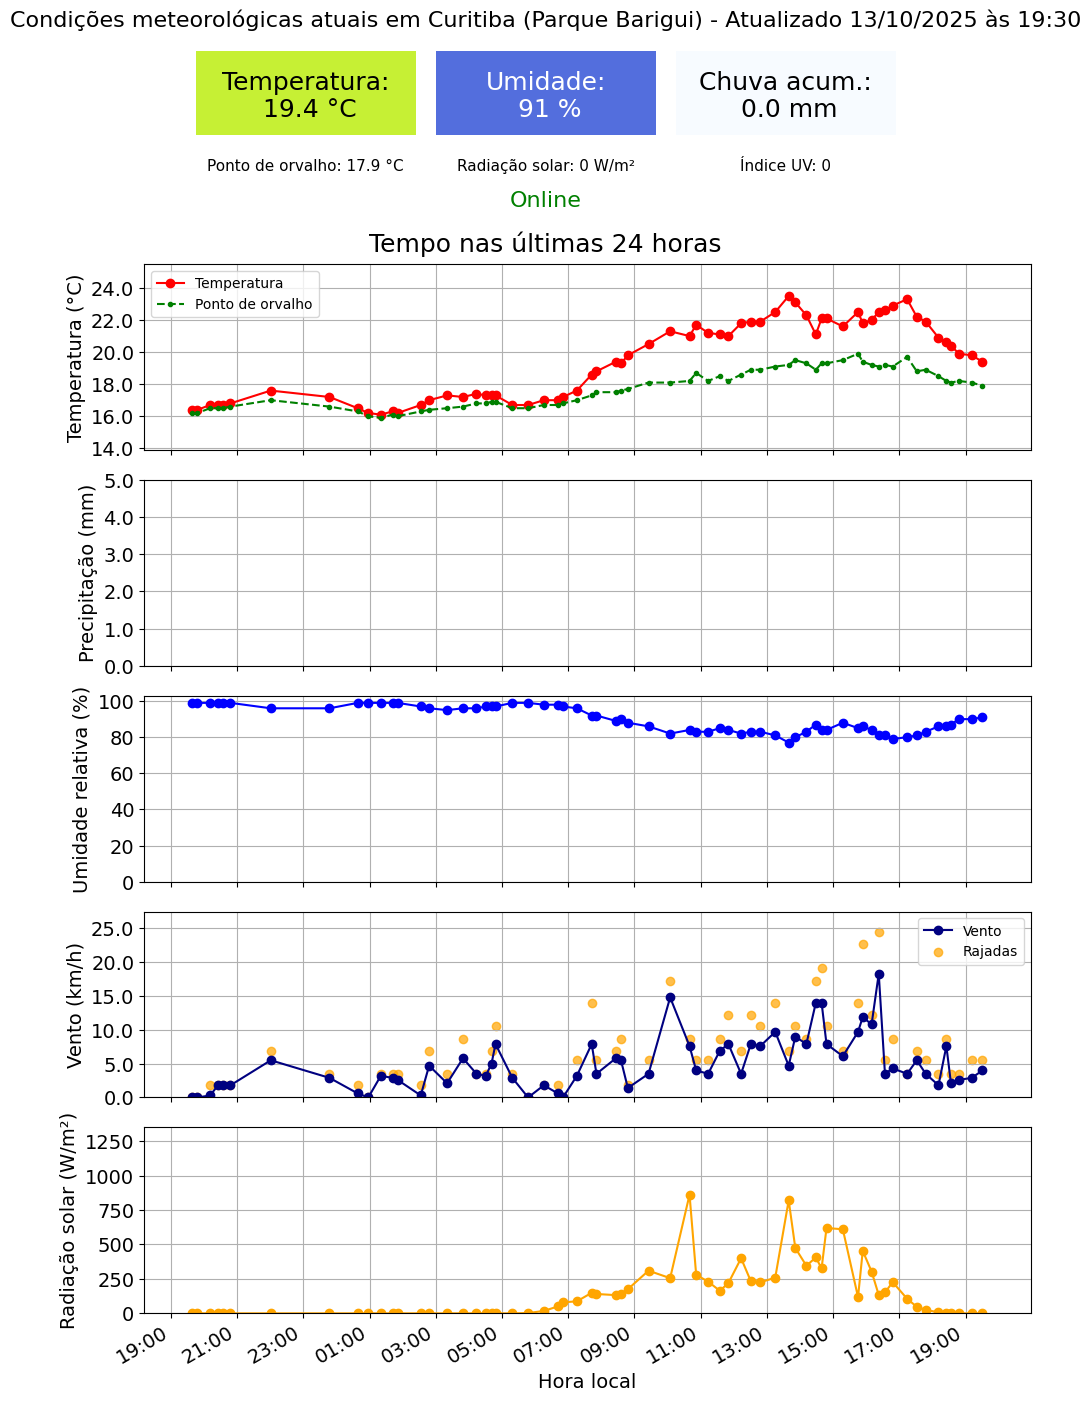 Condições meteorológicas atuais em Curitiba (Parque Barigui) - Atualizado 13/10/2025 às 19:30
Temperatura:
19.4 °C
Umidade:
91 %
Chuva acum.:
0.0 mm
Ponto de orvalho: 17.9 °C
Radiação solar: 0 W/m²
Índice UV: 0
Online
Tempo nas últimas 24 horas
Temperatura (°C)
24.0
22.0
20.0
18.0
16.0
14.0
Temperatura
Ponto de orvalho
Precipitação (mm)
5.0
4.0
3.0
2.0
1.0
0.0
Umidade relativa (%)
100
80
60
40
20
0
Vento (km/h)
25.0
20.0
15.0
10.0
5.0
0.0
Vento
Rajadas
Radiação solar (W/m²)
1250
1000
750
500
250
0
19:00
21:00
23:00
01:00
03:00
05:00
07:00
09:00
11:00
13:00
15:00
17:00
19:00
Hora local